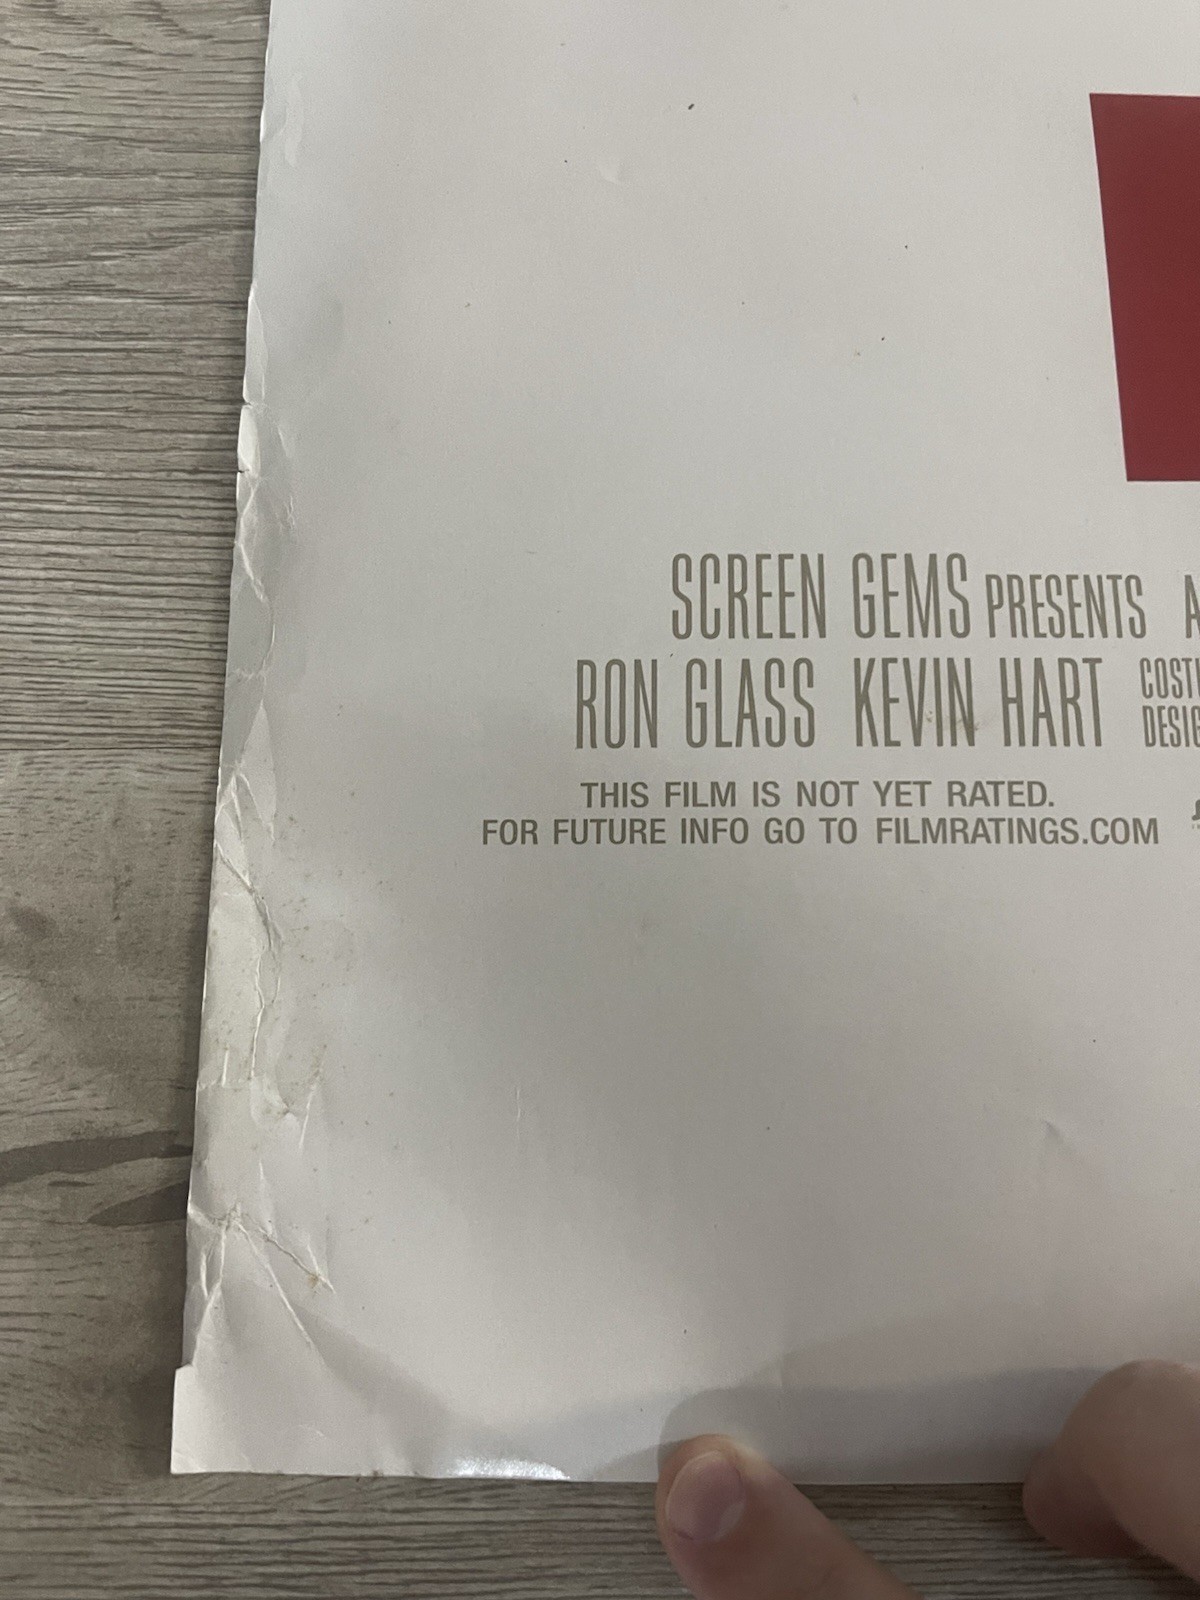 SCREEN GEMS PRESENTS A
RON GLASS KEVIN HART
THIS FILM IS NOT YET RATED.
FOR FUTURE INFO GO TO FILMRATINGS.COM